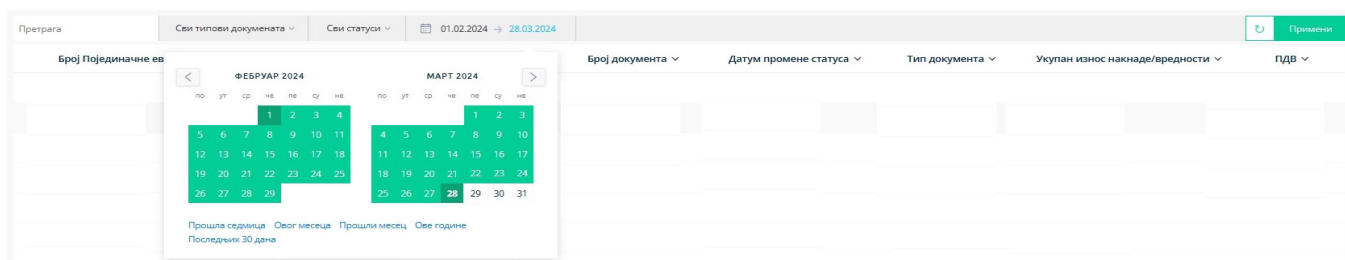 Претрага Сви типови документа Сви статуси 01.02.2024 → 28.03.2024 Примени
Број Појединачне ев Број документа Датум промене статуса Тип документа Укупан износ накнаде/вредности ПДВ
ФЕБРУАР 2024 МАРТ 2024
по ут ср че пе су не по ут ср че пе су не
1 2 3 4 1 2 3
5 6 7 8 9 10 11 4 5 6 7 8 9 10
12 13 14 15 16 17 18 11 12 13 14 15 16 17
19 20 21 22 23 24 25 18 19 20 21 22 23 24
26 27 28 29 25 26 27 28 29 30 31
Прошла седмица Овог месеца Прошли месец Ове године
Последњих 30 дана